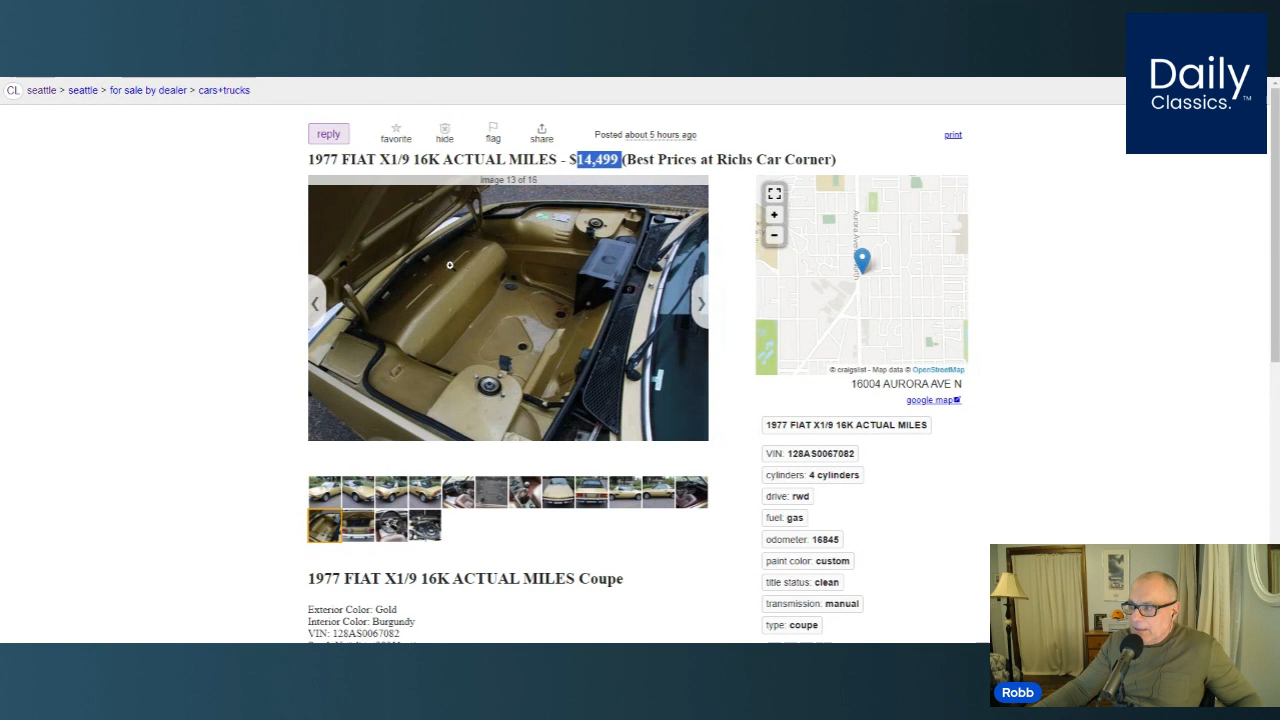 Daily
Classics.™
CL seattle > seattle > for sale by dealer > cars+trucks
reply
favorite
hide
flag
share
Posted about 5 hours ago
print
1977 FIAT X1/9 16K ACTUAL MILES - $14,499 (Best Prices at Richs Car Corner)
image 13 of 16
+
−
© craigslist - Map data © OpenStreetMap
16004 AURORA AVE N
google map
1977 FIAT X1/9 16K ACTUAL MILES
VIN: 128AS0067082
cylinders: 4 cylinders
drive: rwd
fuel: gas
odometer: 16845
paint color: custom
title status: clean
transmission: manual
type: coupe
1977 FIAT X1/9 16K ACTUAL MILES Coupe
Exterior Color: Gold
Interior Color: Burgundy
VIN: 128AS0067082
Robb